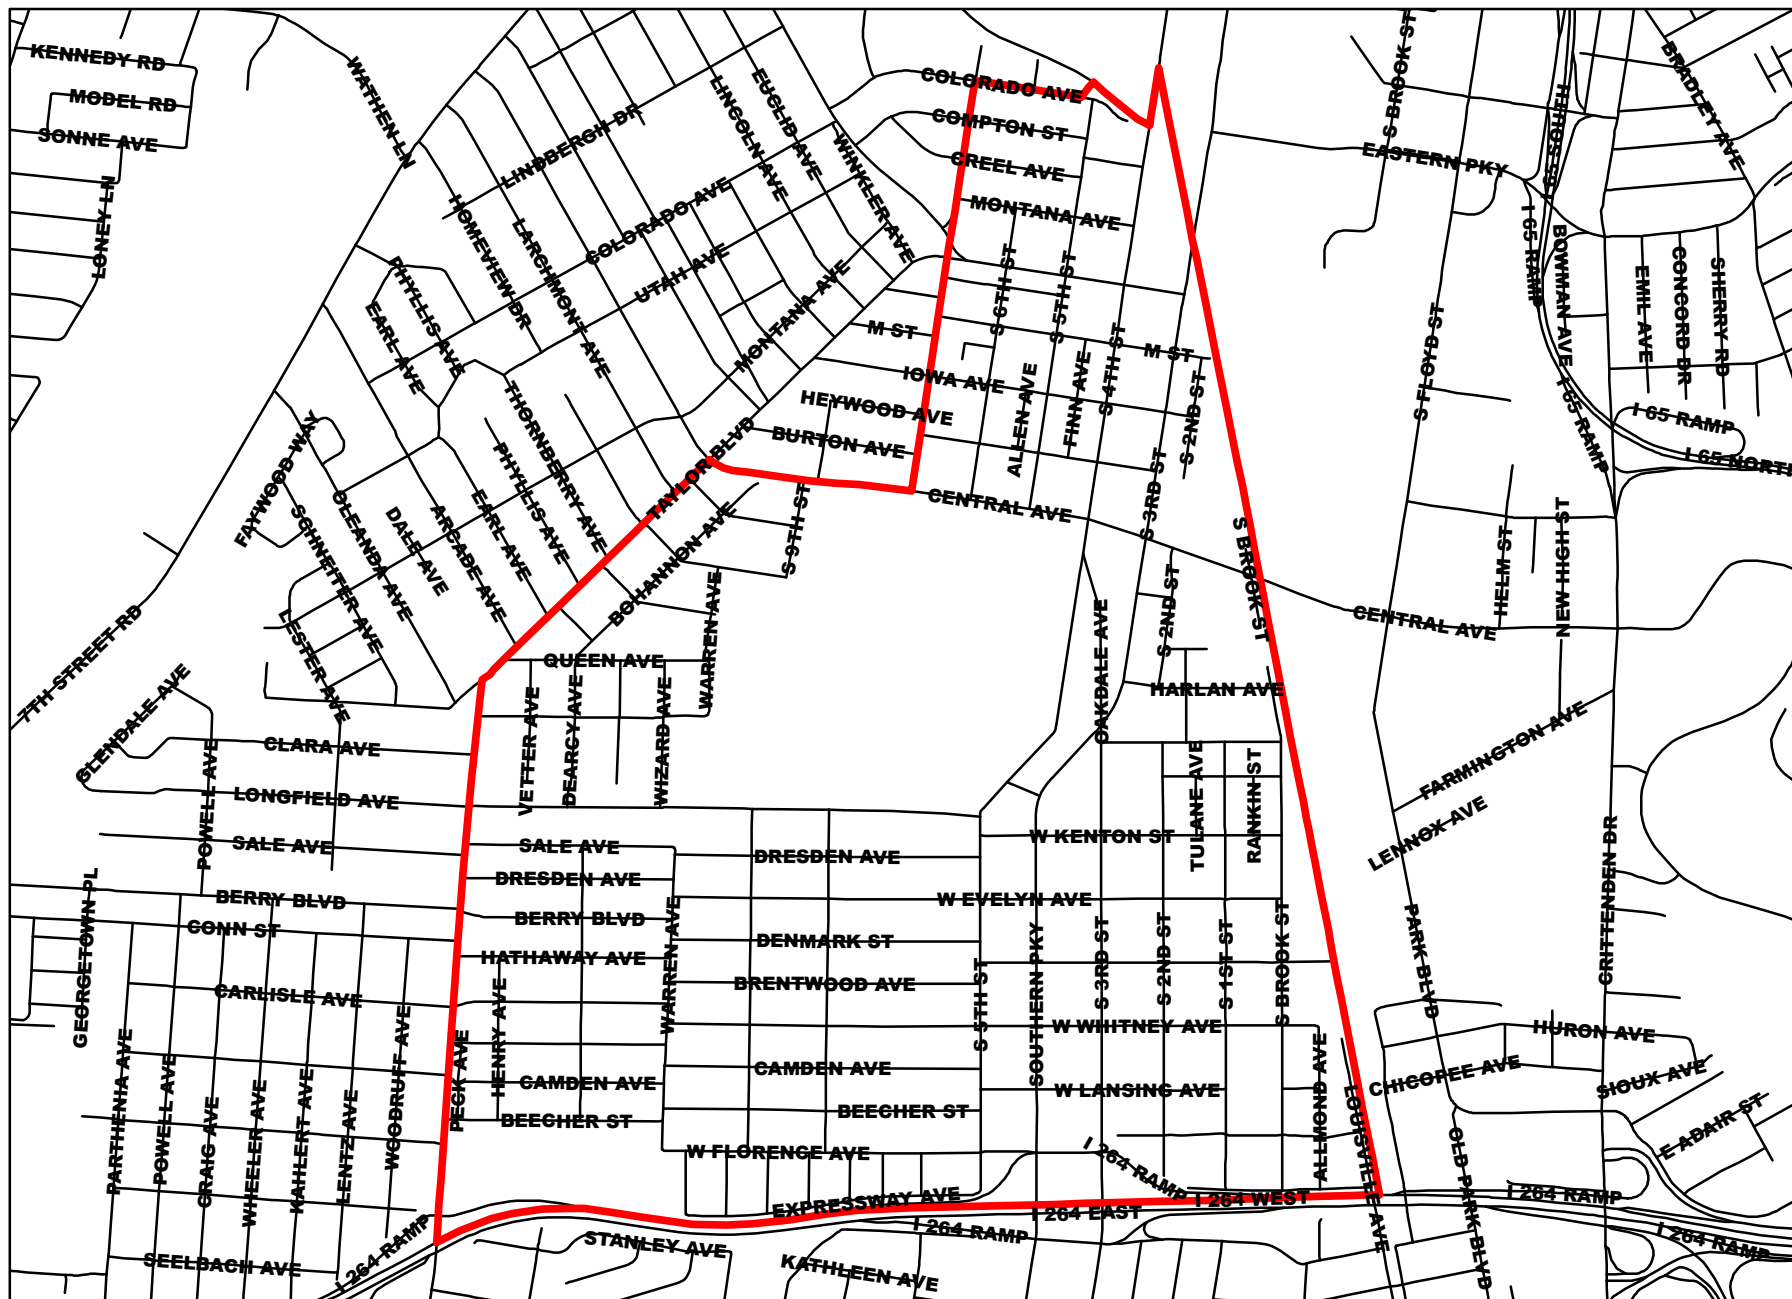 KENNEDY RD
MODEL RD
SONNE AVE
LONEY LN
WATHEN LN
LINDBERGH DR
LINCOLN AVE
EUCLID AVE
WINKLER AVE
COLORADO AVE
COMPTON ST
CREEL AVE
MONTANA AVE
S BROOK ST
EASTERN PKY
I 65 SOUTH
BRADLEY AVE
HOMEVIEW DR
LARCHMONT AVE
COLORADO AVE
UTAH AVE
MONTANA AVE
PHYLLIS AVE
EARL AVE
M ST
IOWA AVE
HEYWOOD AVE
BURTON AVE
S 6TH ST
S 5TH ST
S 4TH ST
M ST
ALLEN AVE
FINN AVE
S 2ND ST
S 3RD ST
S FLOYD ST
I 65 RAMP
BOWMAN AVE
I 65 RAMP
EMIL AVE
CONCORD DR
SHERRY RD
I 65 RAMP
I 65 NORTH
FAYWOOD WAY
SCHNEITER AVE
OLEANDA AVE
DALE AVE
ARCADE AVE
EARL AVE
PHYLLIS AVE
THORNBERRY AVE
TAYLOR BLVD
BOHANNON AVE
S 9TH ST
CENTRAL AVE
S BROOK ST
HELM ST
NEW HIGH ST
CENTRAL AVE
7TH STREET RD
GLENDALE AVE
LESTER AVE
QUEEN AVE
WARREN AVE
OAKDALE AVE
S 2ND ST
HARLAN AVE
FARMINGTON AVE
LENNOX AVE
CLARA AVE
LONGFIELD AVE
POWELL AVE
SALE AVE
VETTER AVE
DEARCY AVE
WIZARD AVE
W KENTON ST
TULANE AVE
RANKIN ST
CRITTENDEN DR
SALE AVE
DRESDEN AVE
DRESDEN AVE
BERRY BLVD
BERRY BLVD
CONN ST
GEORGETOWN PL
W EVELYN AVE
HATHAWAY AVE
DENMARK ST
BRENTWOOD AVE
WARREN AVE
S 5TH ST
SOUTHERN PKY
S 3RD ST
S 2ND ST
S 1 ST ST
S BROOK ST
PARK BLVD
CARLISLE AVE
HENRY AVE
PECK AVE
W WHITNEY AVE
HURON AVE
CAMDEN AVE
CAMDEN AVE
W LANSING AVE
ALLMOND AVE
LOUISVILLE AVE
CHICOPEE AVE
SIOUX AVE
E ADAIR ST
BEECHER ST
BEECHER ST
PARTHENIA AVE
POWELL AVE
CRAIG AVE
WHEELER AVE
KAHLERT AVE
LENTZ AVE
WOODRUFF AVE
W FLORENCE AVE
I 264 RAMP
OLD PARK BLVD
EXPRESSWAY AVE
I 264 EAST
I 264 WEST
I 264 RAMP
I 264 RAMP
I 264 RAMP
I 264 RAMP
SEELBACH AVE
STANLEY AVE
KATHLEEN AVE